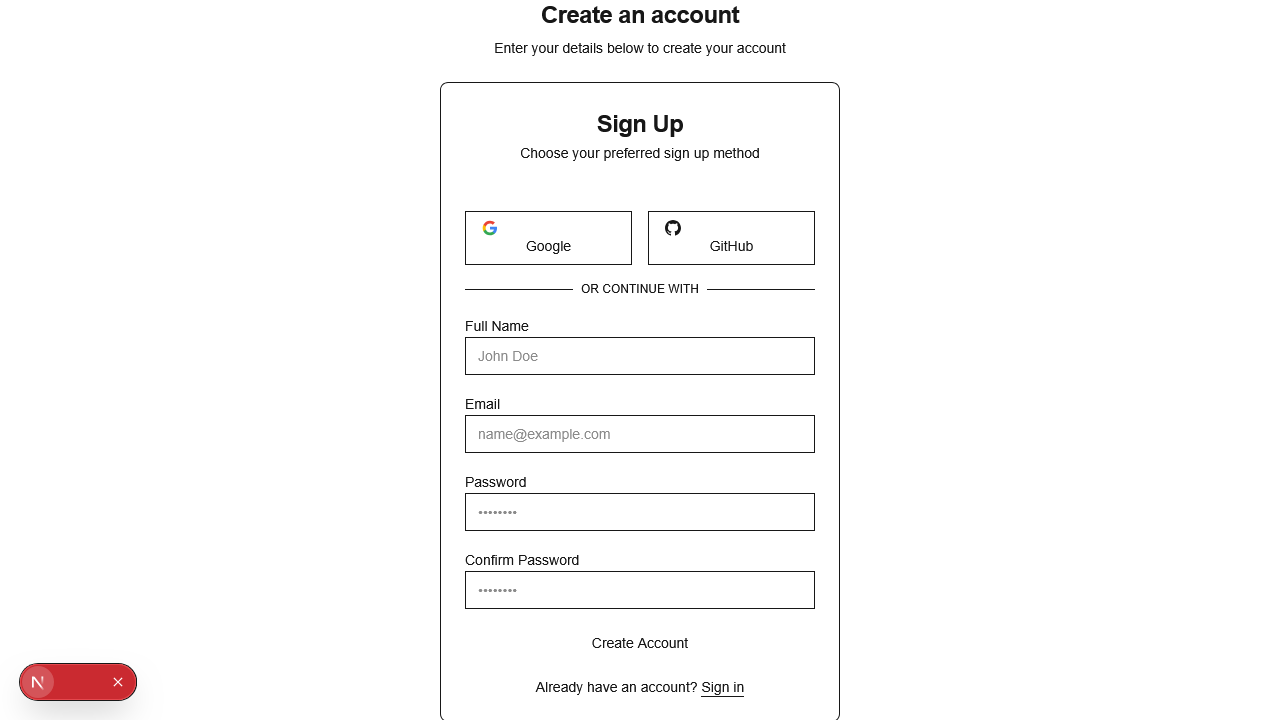 Create an account
Enter your details below to create your account
Sign Up
Choose your preferred sign up method
Google
GitHub
OR CONTINUE WITH
Full Name
John Doe
Email
name@example.com
Password
••••••••
Confirm Password
••••••••
Create Account
Already have an account? Sign in